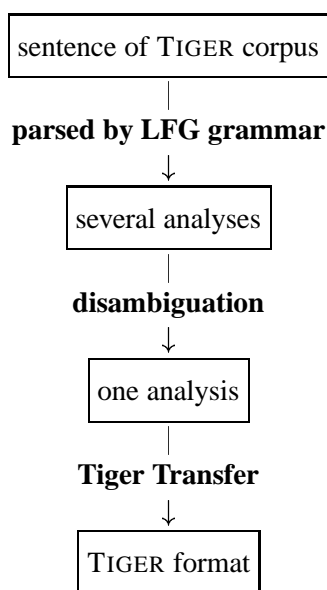 sentence of TIGER corpus
parsed by LFG grammar
several analyses
disambiguation
one analysis
Tiger Transfer
TIGER format